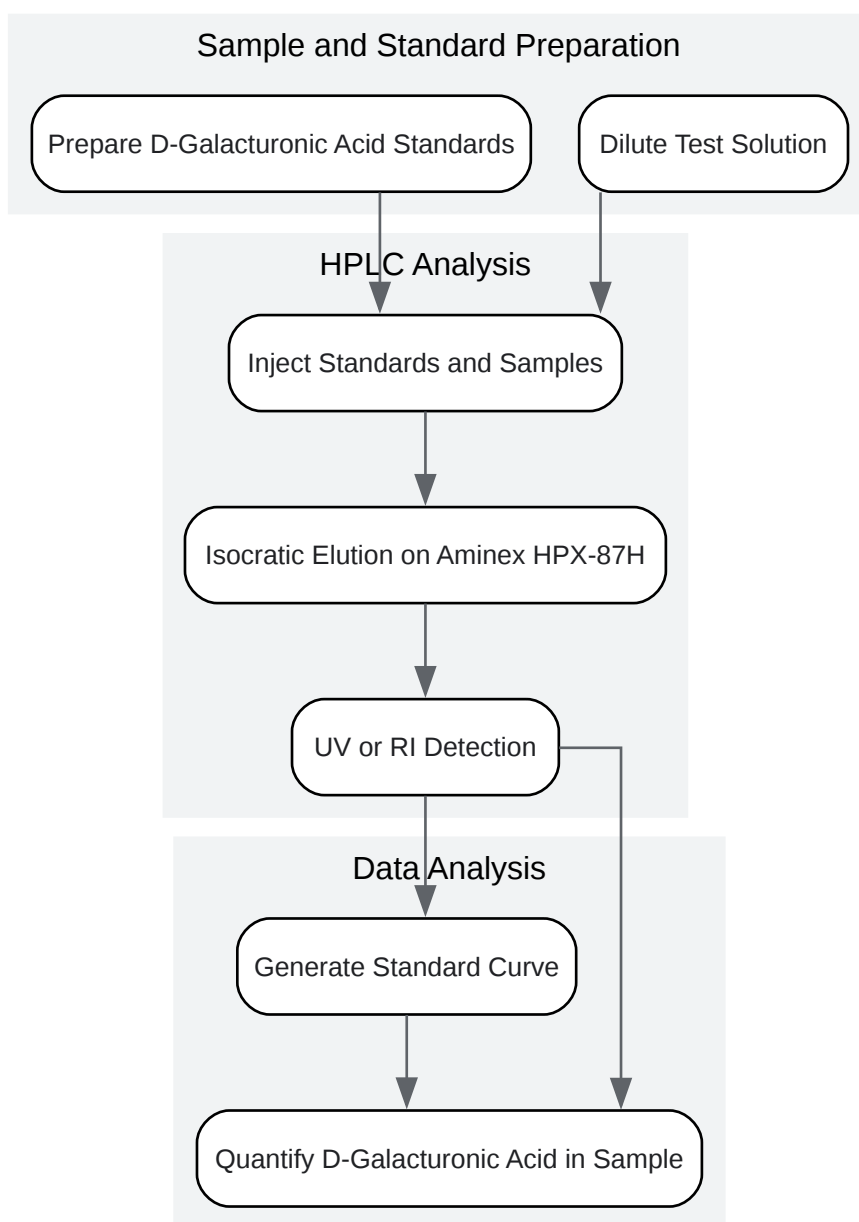 Sample and Standard Preparation
Prepare D-Galacturonic Acid Standards
Dilute Test Solution
HPLC Analysis
Inject Standards and Samples
Isocratic Elution on Aminex HPX-87H
UV or RI Detection
Data Analysis
Generate Standard Curve
Quantify D-Galacturonic Acid in Sample